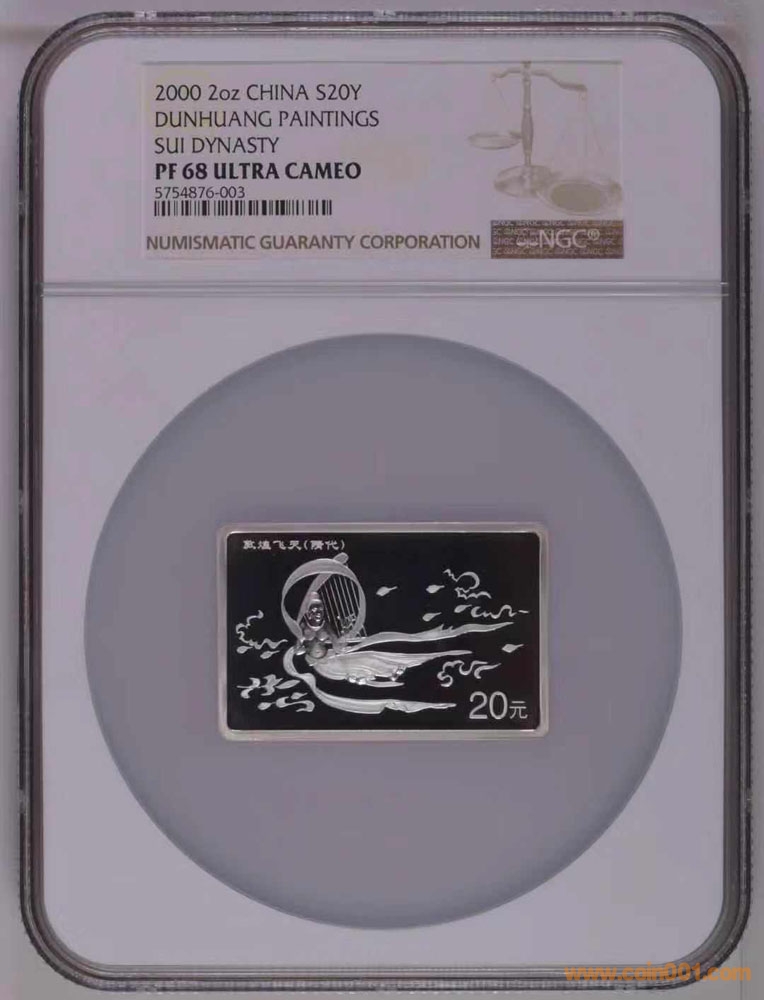 2000 2oz CHINA S20Y
DUNHUANG PAINTINGS
SUI DYNASTY
PF 68 ULTRA CAMEO
5754876-003
NUMISMATIC GUARANTY CORPORATION
NGC®
敦煌飞天(隋代)
20元
www.coin001.com